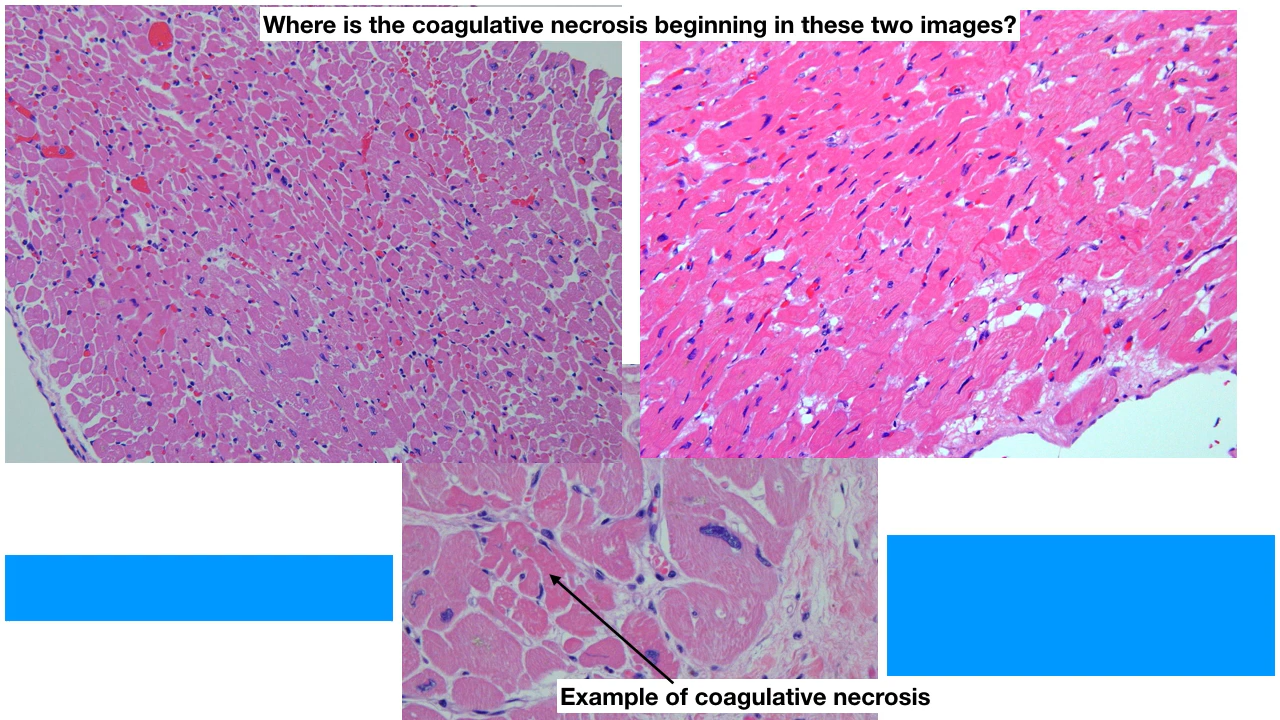 Where is the coagulative necrosis beginning in these two images?
Example of coagulative necrosis